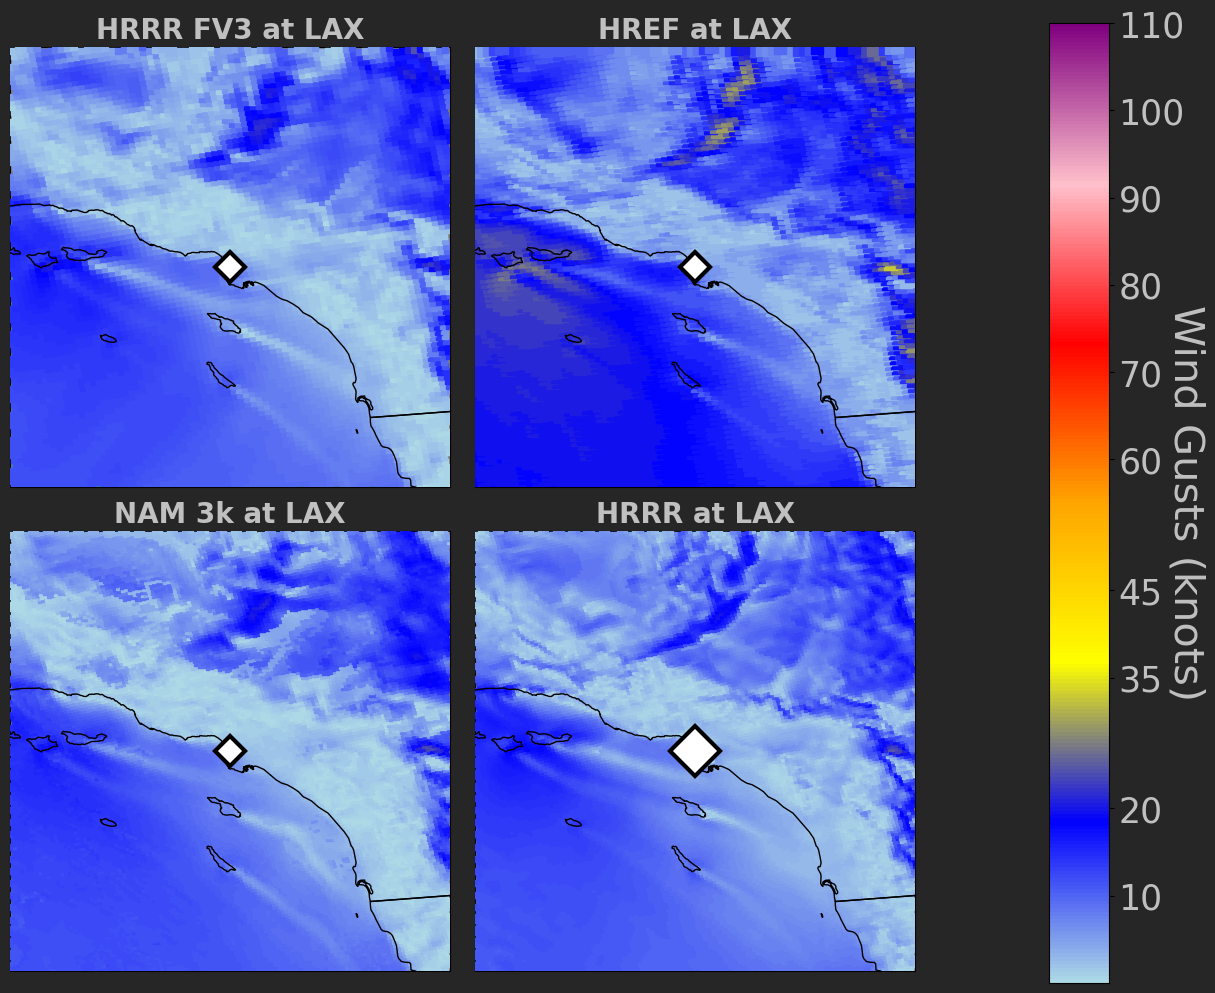 HRRR FV3 at LAX
HREF at LAX
NAM 3k at LAX
HRRR at LAX
110
100
90
80
70
60
45
35
20
10
Wind Gusts (knots)